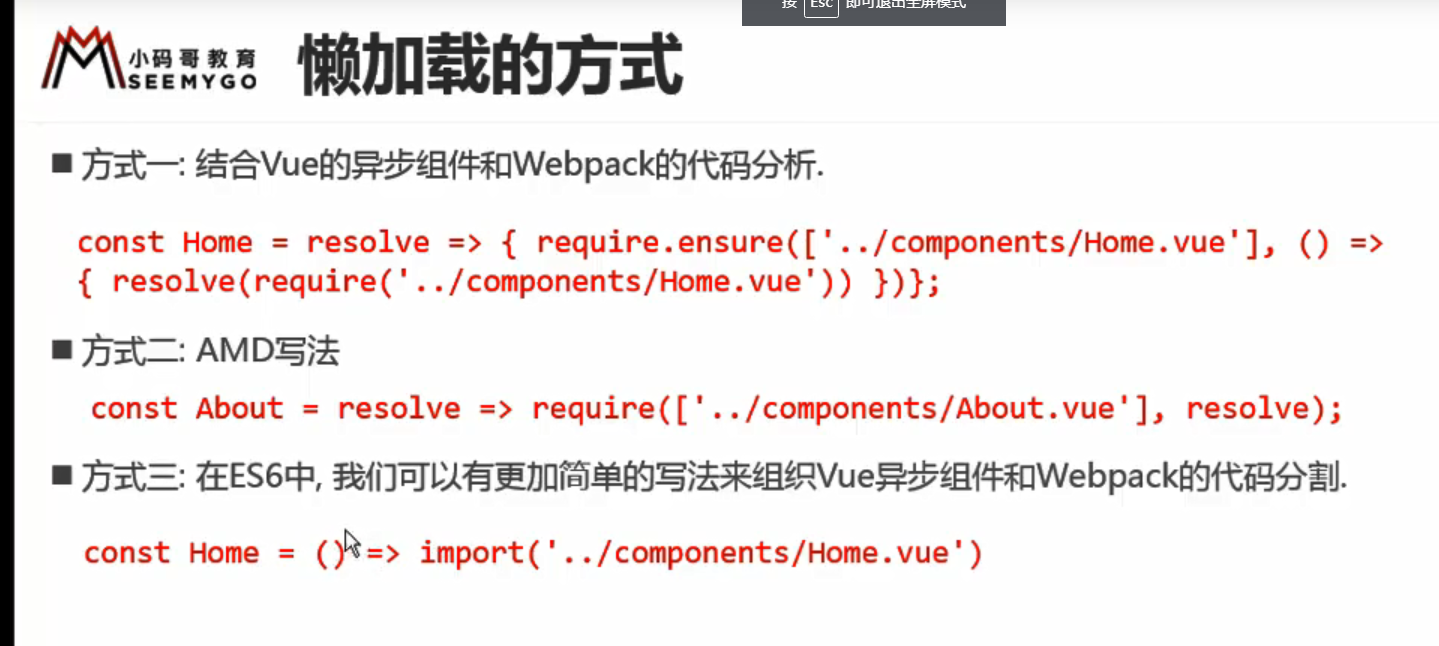 按 Esc 即可退出全屏模式
小码哥教育
SEEMYGO
懒加载的方式
方式一: 结合Vue的异步组件和Webpack的代码分析.
const Home = resolve => { require.ensure(['../components/Home.vue'], () =>
{ resolve(require('../components/Home.vue')) })};
方式二: AMD写法
const About = resolve => require(['../components/About.vue'], resolve);
方式三: 在ES6中, 我们可以有更加简单的写法来组织Vue异步组件和Webpack的代码分割.
const Home = () => import('../components/Home.vue')